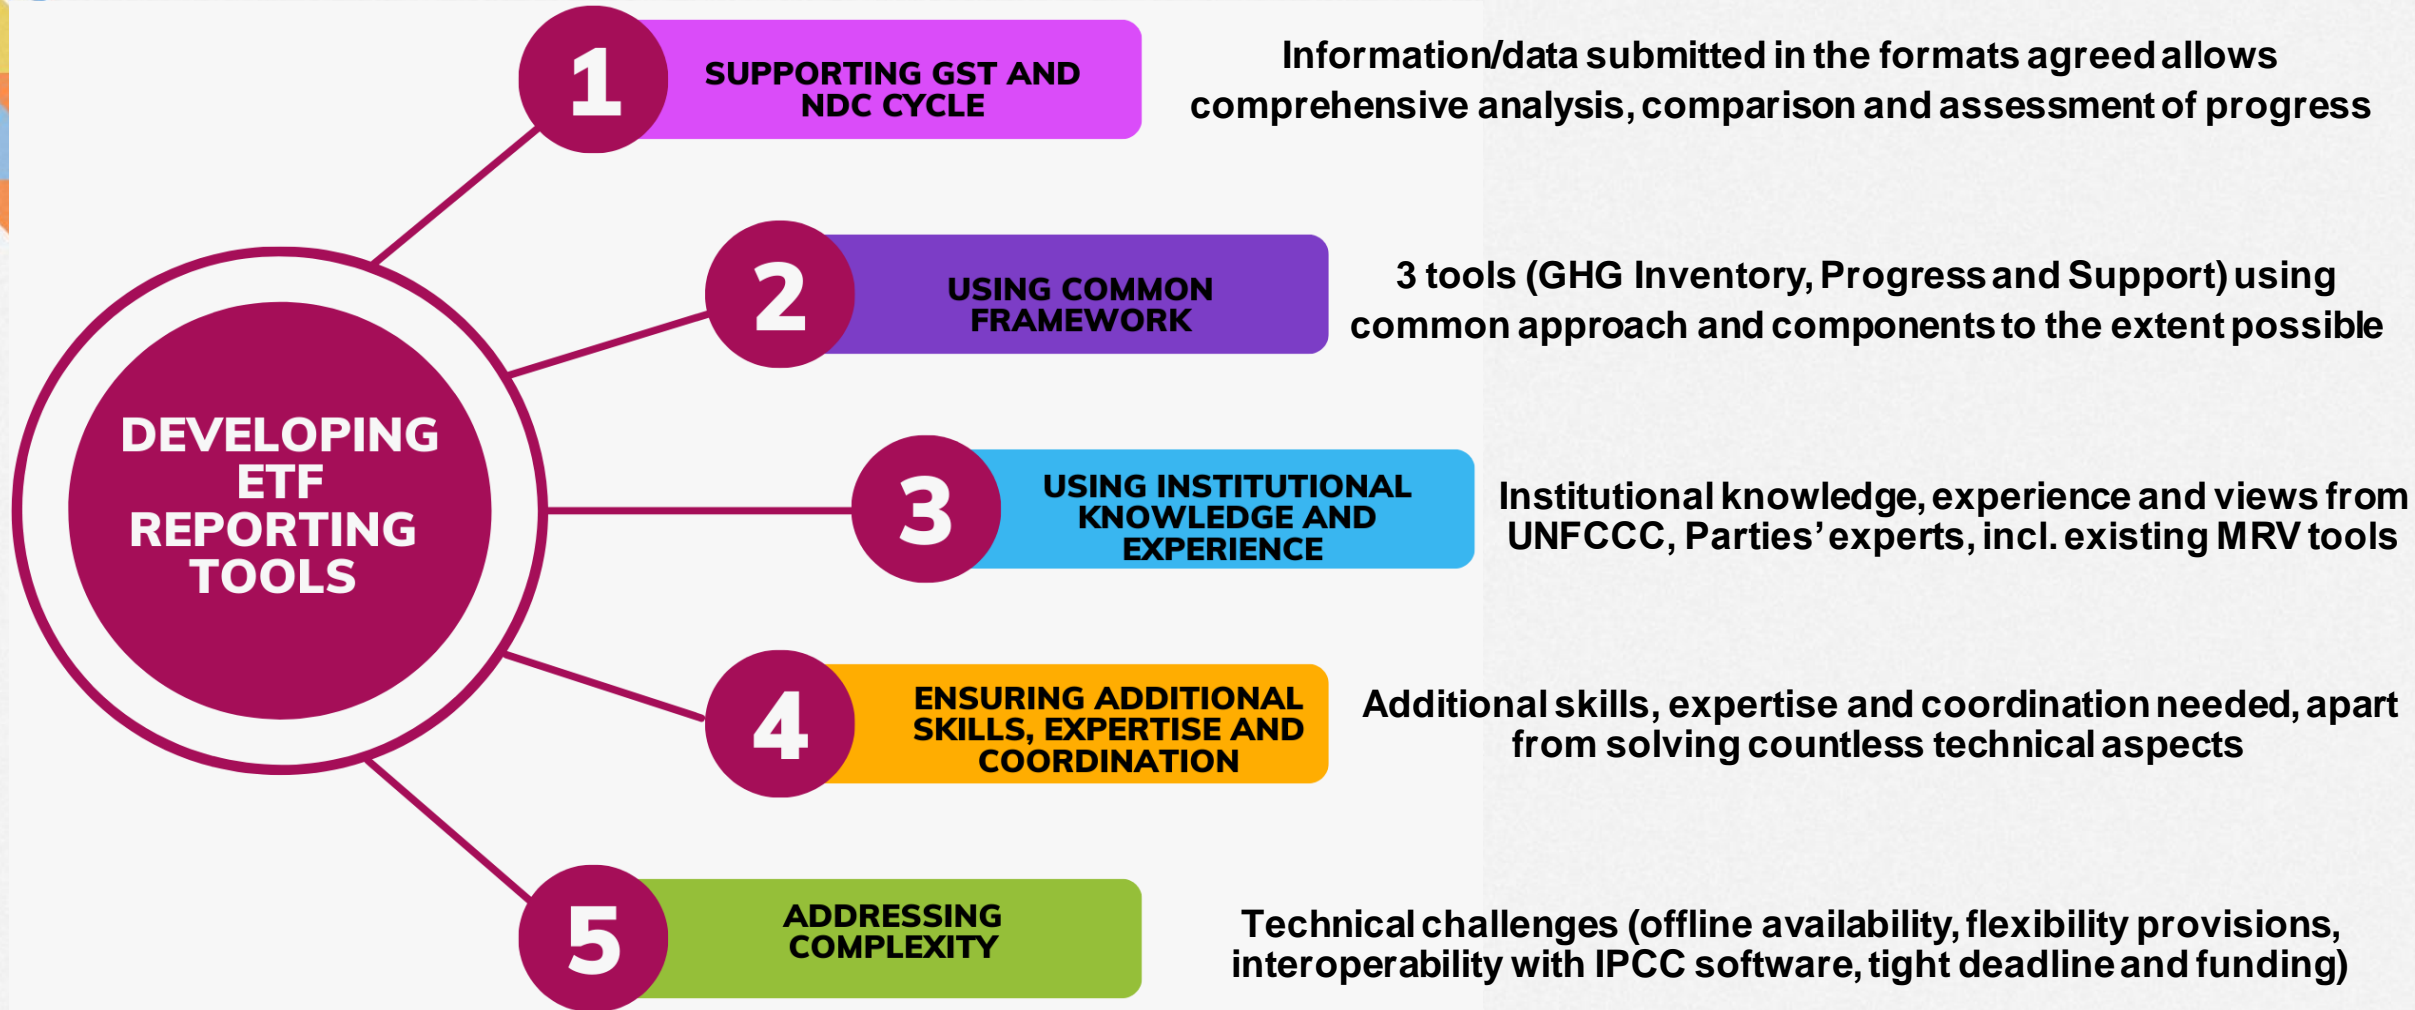 DEVELOPING
ETF
REPORTING
TOOLS
1
SUPPORTING GST AND
NDC CYCLE
Information/data submitted in the formats agreed allows
comprehensive analysis, comparison and assessment of progress
2
USING COMMON
FRAMEWORK
3 tools (GHG Inventory, Progress and Support) using
common approach and components to the extent possible
3
USING INSTITUTIONAL
KNOWLEDGE AND
EXPERIENCE
Institutional knowledge, experience and views from
UNFCCC, Parties’ experts, incl. existing MRV tools
4
ENSURING ADDITIONAL
SKILLS, EXPERTISE AND
COORDINATION
Additional skills, expertise and coordination needed, apart
from solving countless technical aspects
5
ADDRESSING
COMPLEXITY
Technical challenges (offline availability, flexibility provisions,
interoperability with IPCC software, tight deadline and funding)